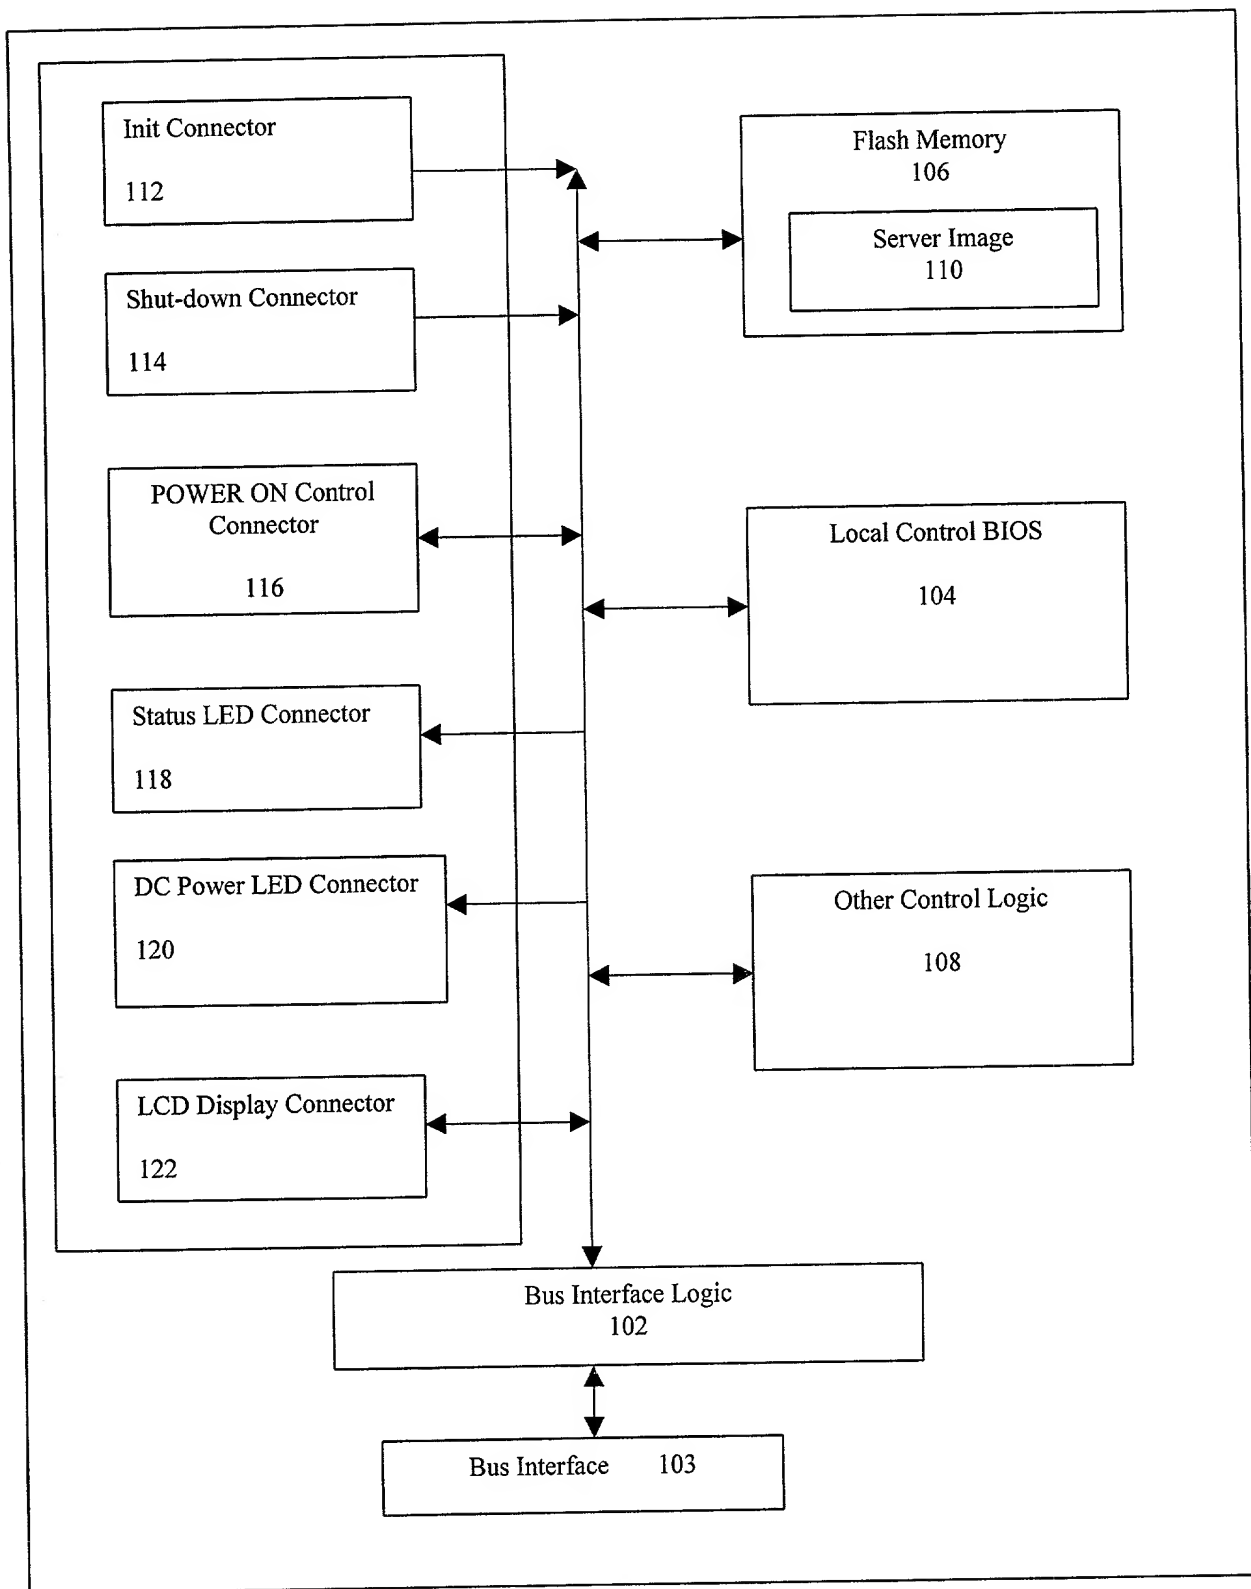 Init Connector
112
Shut-down Connector
114
POWER ON Control
Connector
116
Status LED Connector
118
DC Power LED Connector
120
LCD Display Connector
122
Flash Memory
106
Server Image
110
Local Control BIOS
104
Other Control Logic
108
Bus Interface Logic
102
Bus Interface 103